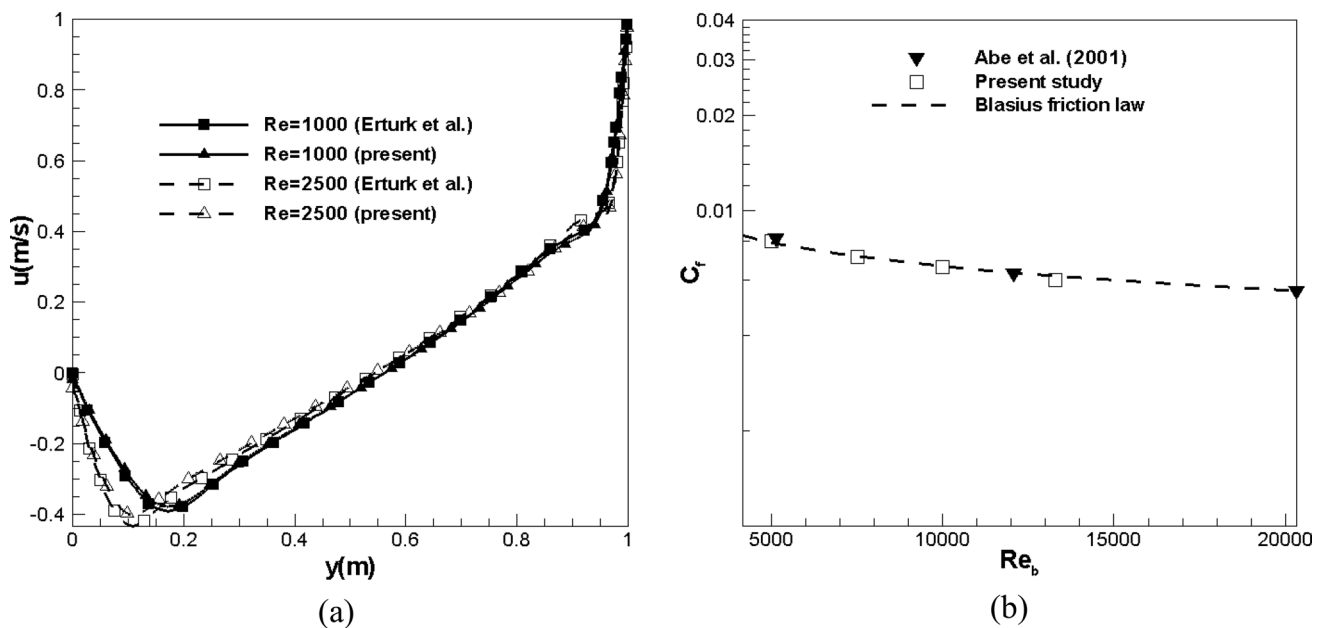 1
0.8
0.6
0.4
0.2
0
-0.2
-0.4
u(m/s)
Re=1000 (Erturk et al.)
Re=1000 (present)
Re=2500 (Erturk et al.)
Re=2500 (present)
0 0.2 0.4 0.6 0.8 1
y(m)
(a)
0.04
0.03
0.02
0.01
Cf
Abe et al. (2001)
Present study
Blasius friction law
5000 10000 15000 20000
Reb
(b)